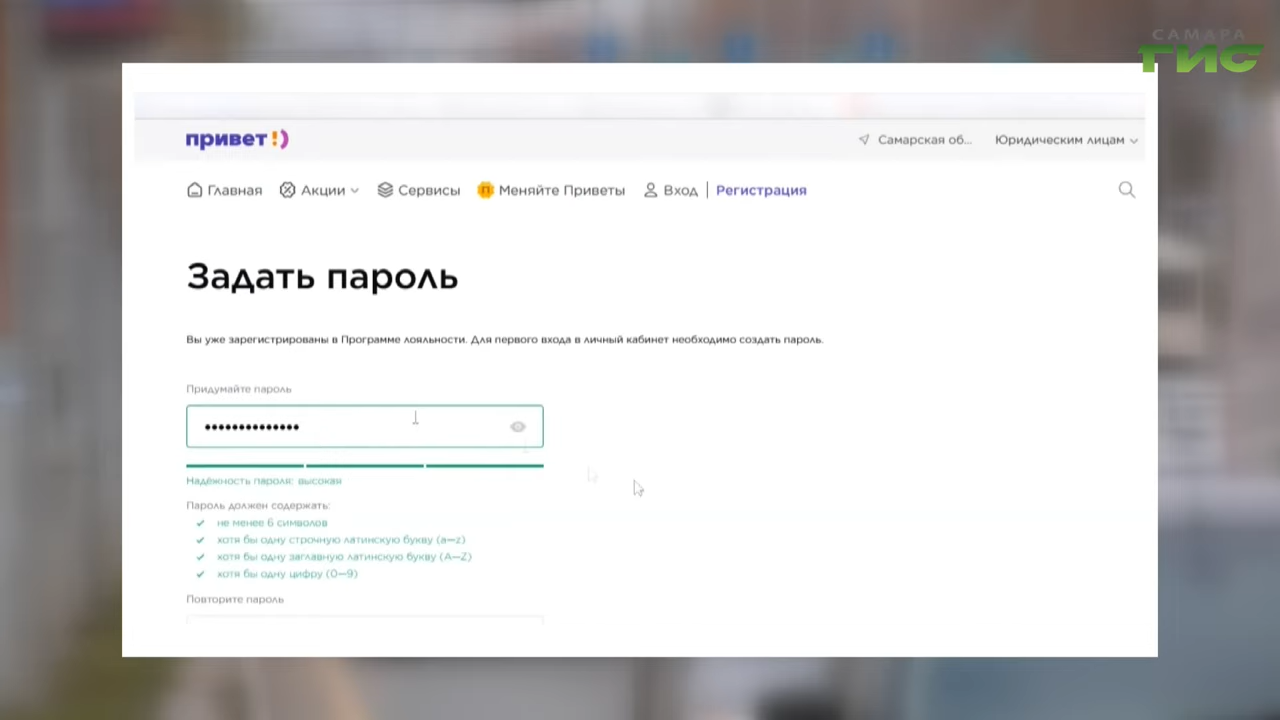 САМАРА
ГИС
привет!)
Самарская об...
Юридическим лицам
Главная
Акции
Сервисы
п
Меняйте Приветы
Вход
Регистрация
Задать пароль
Вы уже зарегистрированы в Программе лояльности. Для первого входа в личный кабинет необходимо создать пароль.
Придумайте пароль
••••••••••••••
Надёжность пароля: высокая
Пароль должен содержать:
не менее 6 символов
хотя бы одну строчную латинскую букву (a—z)
хотя бы одну заглавную латинскую букву (A—Z)
хотя бы одну цифру (0—9)
Повторите пароль